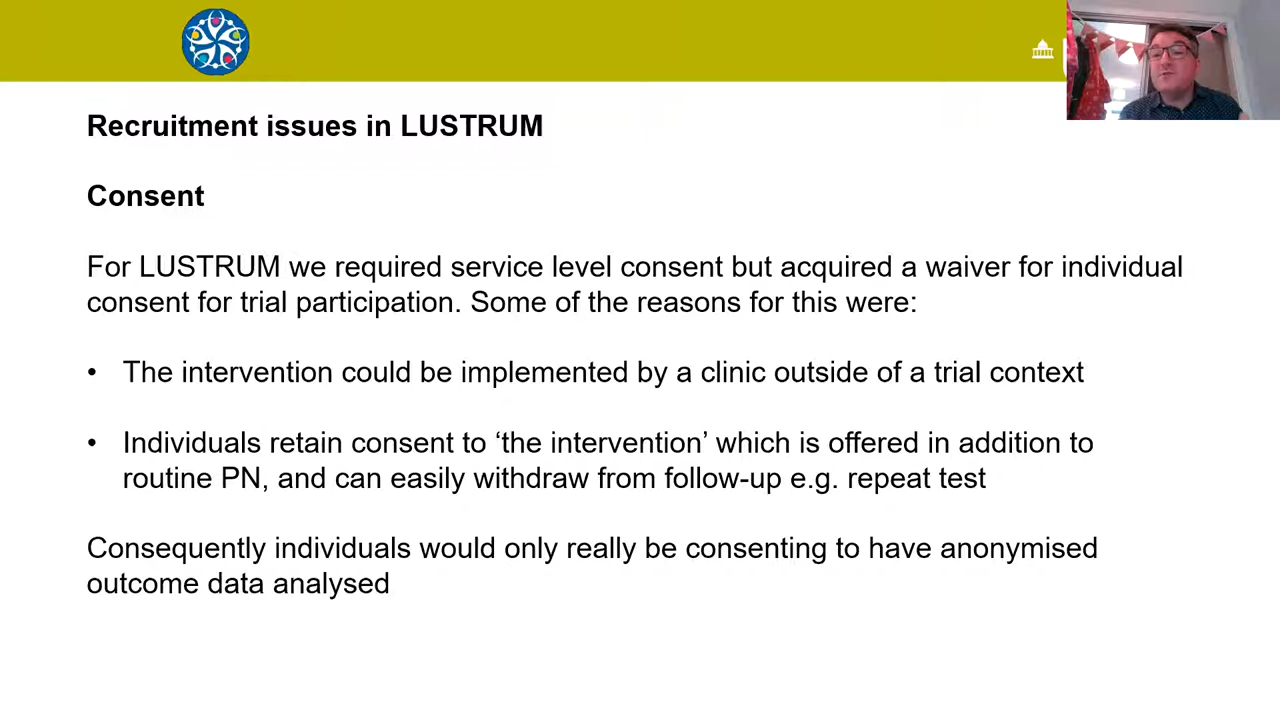 Recruitment issues in LUSTRUM
Consent
For LUSTRUM we required service level consent but acquired a waiver for individual
consent for trial participation. Some of the reasons for this were:
• The intervention could be implemented by a clinic outside of a trial context
• Individuals retain consent to ‘the intervention’ which is offered in addition to
routine PN, and can easily withdraw from follow-up e.g. repeat test
Consequently individuals would only really be consenting to have anonymised
outcome data analysed